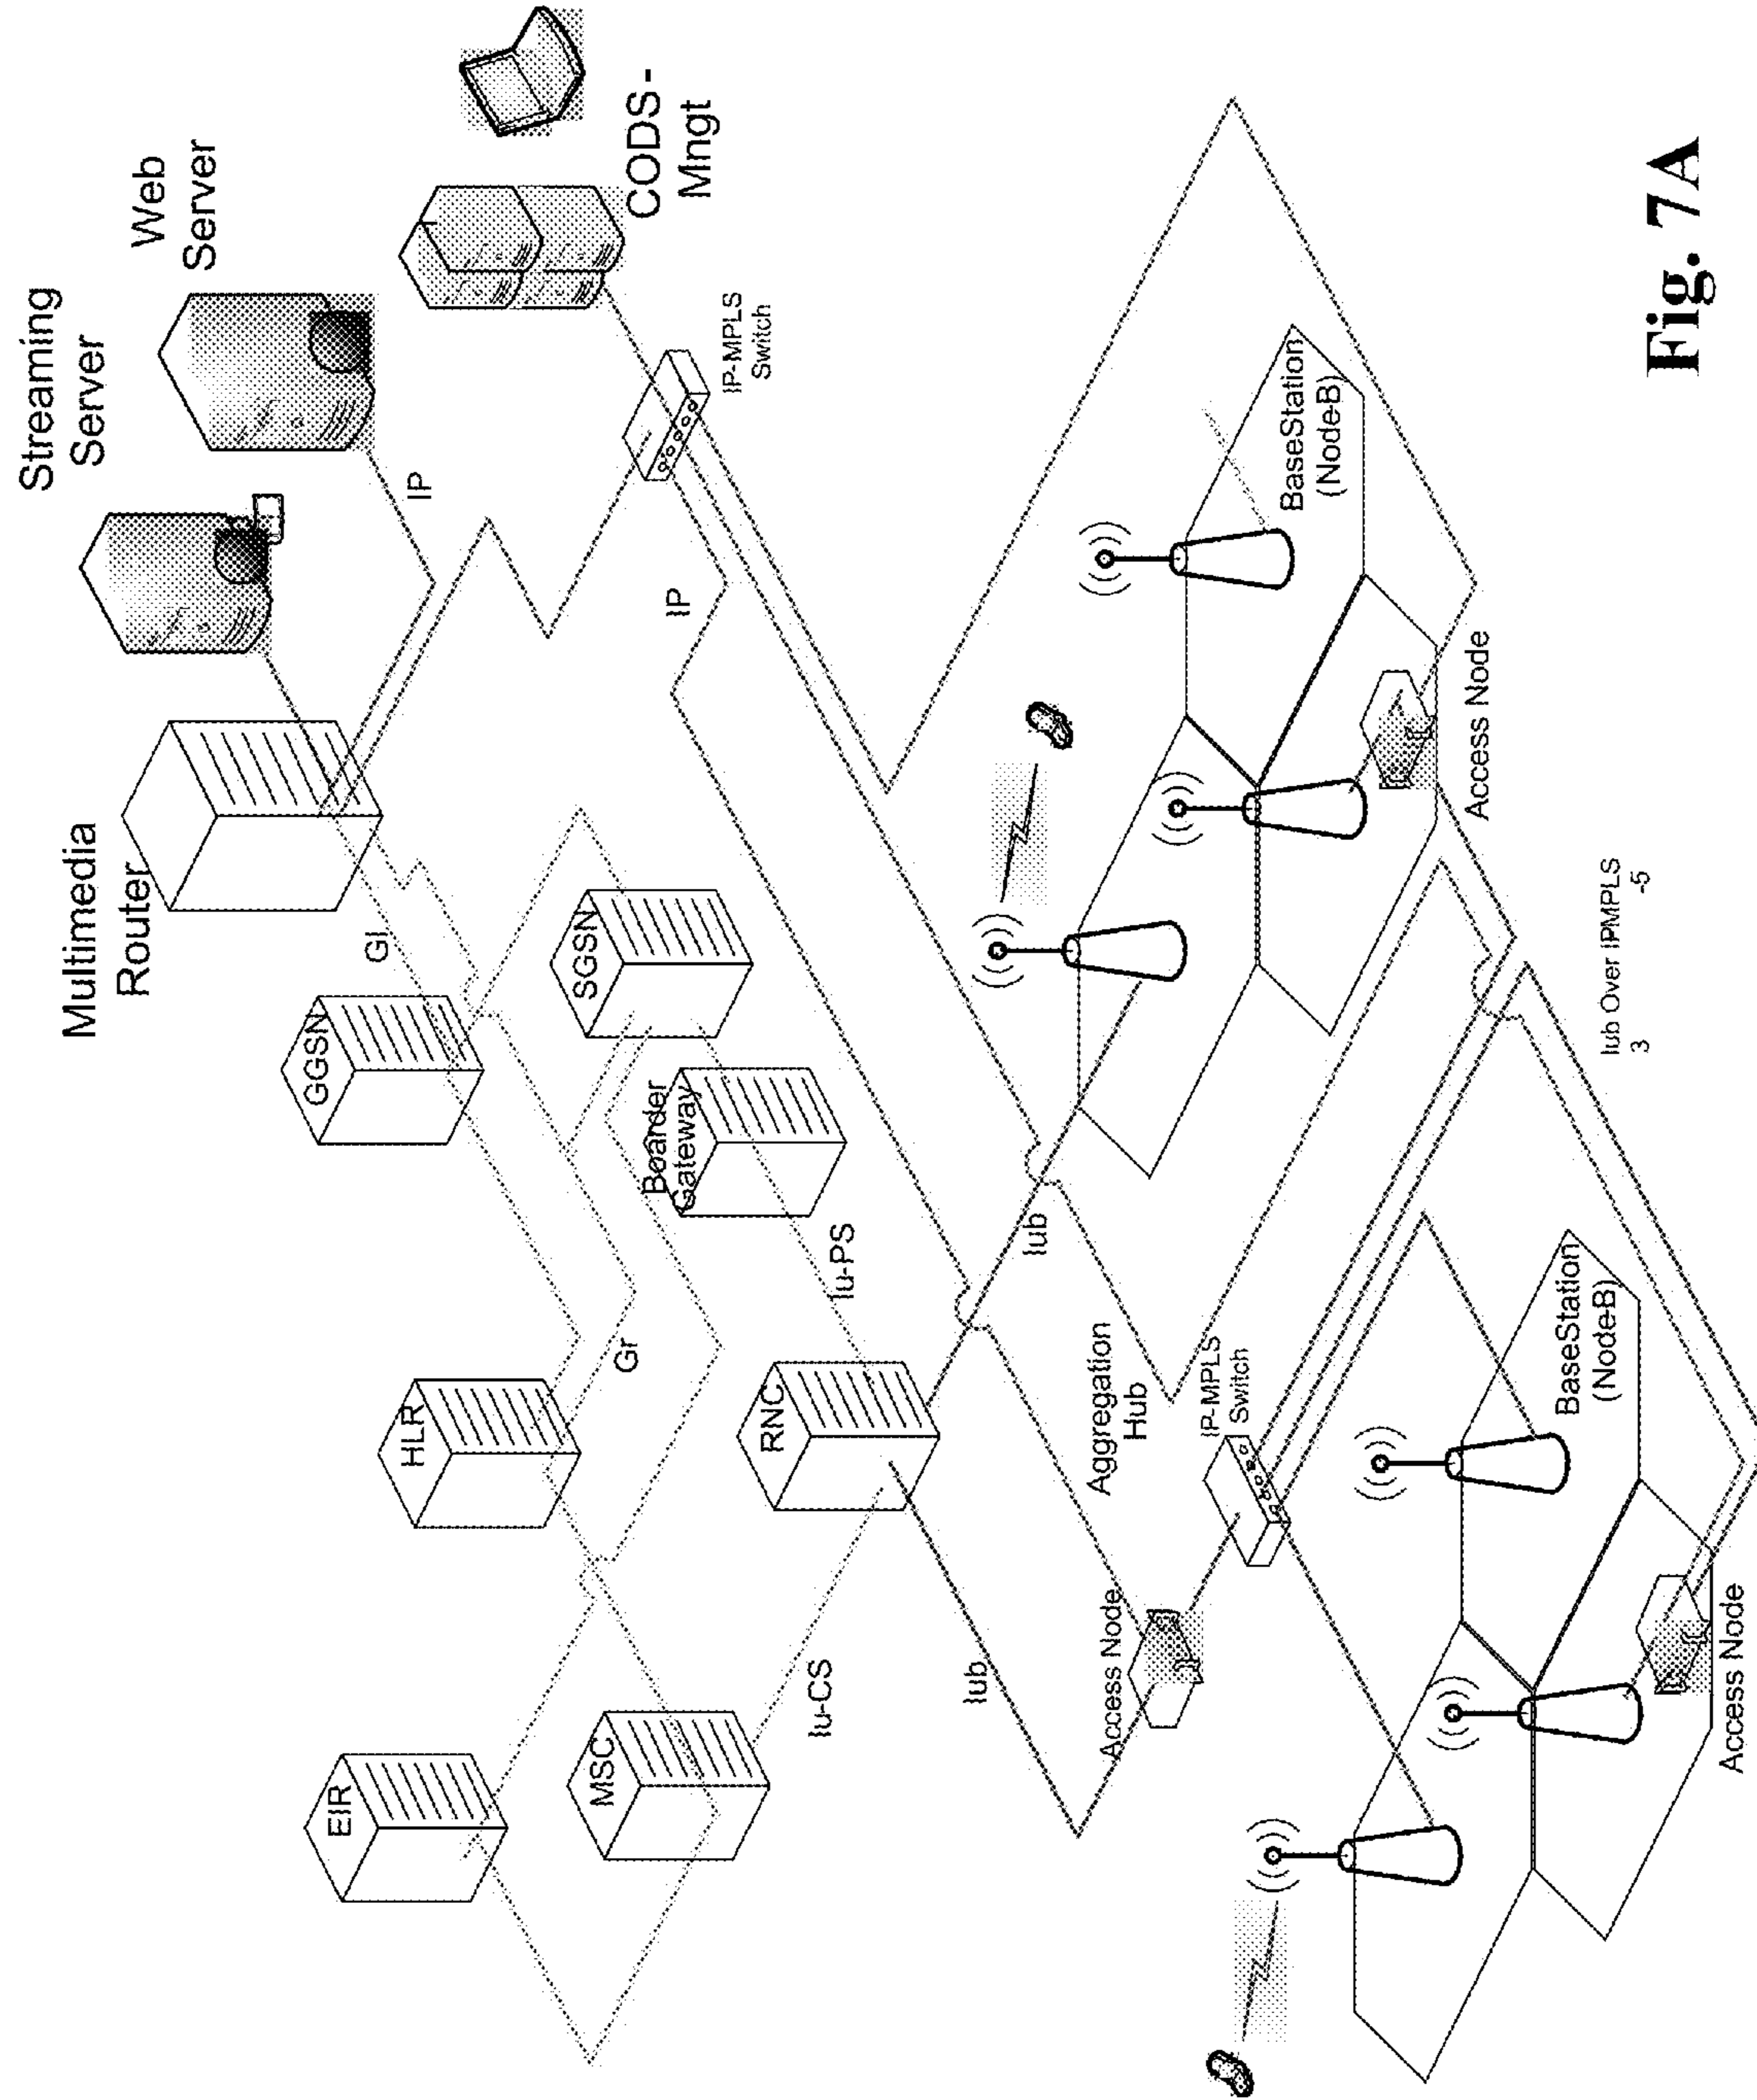 Streaming
Server
Web
Server
Multimedia
Router
IP
CODS -
Mngt
IP-MPLS
Switch
IP
GI
GGSN
SGSN
Boarder
Gateway
HLR
Gr
Iu-PS
EIR
MSC
RNC
Iu-CS
Iub
Iub
Aggregation
Hub
IP-MPLS
Switch
Access Node
BaseStation
(Node-B)
Access Node
Iub Over IPMPLS
3 -5
BaseStation
(Node-B)
Access Node
Fig. 7A